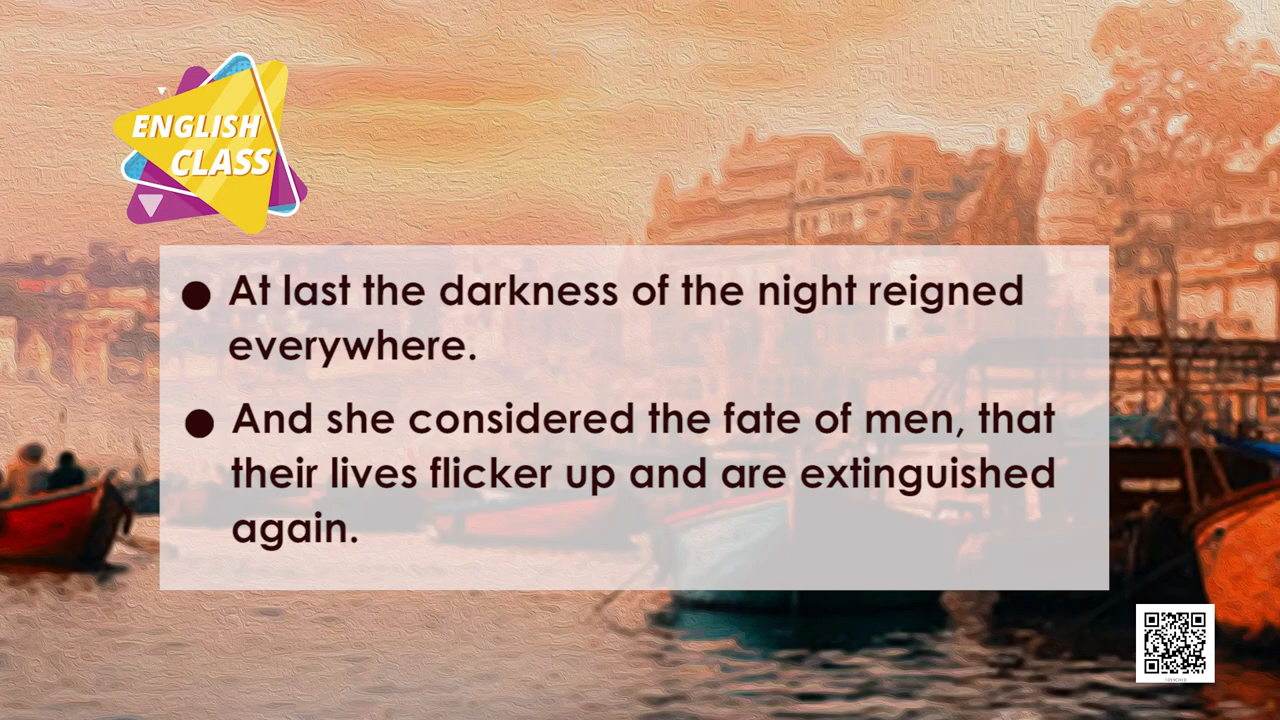 ENGLISH
CLASS
● At last the darkness of the night reigned
everywhere.
● And she considered the fate of men, that
their lives flicker up and are extinguished
again.